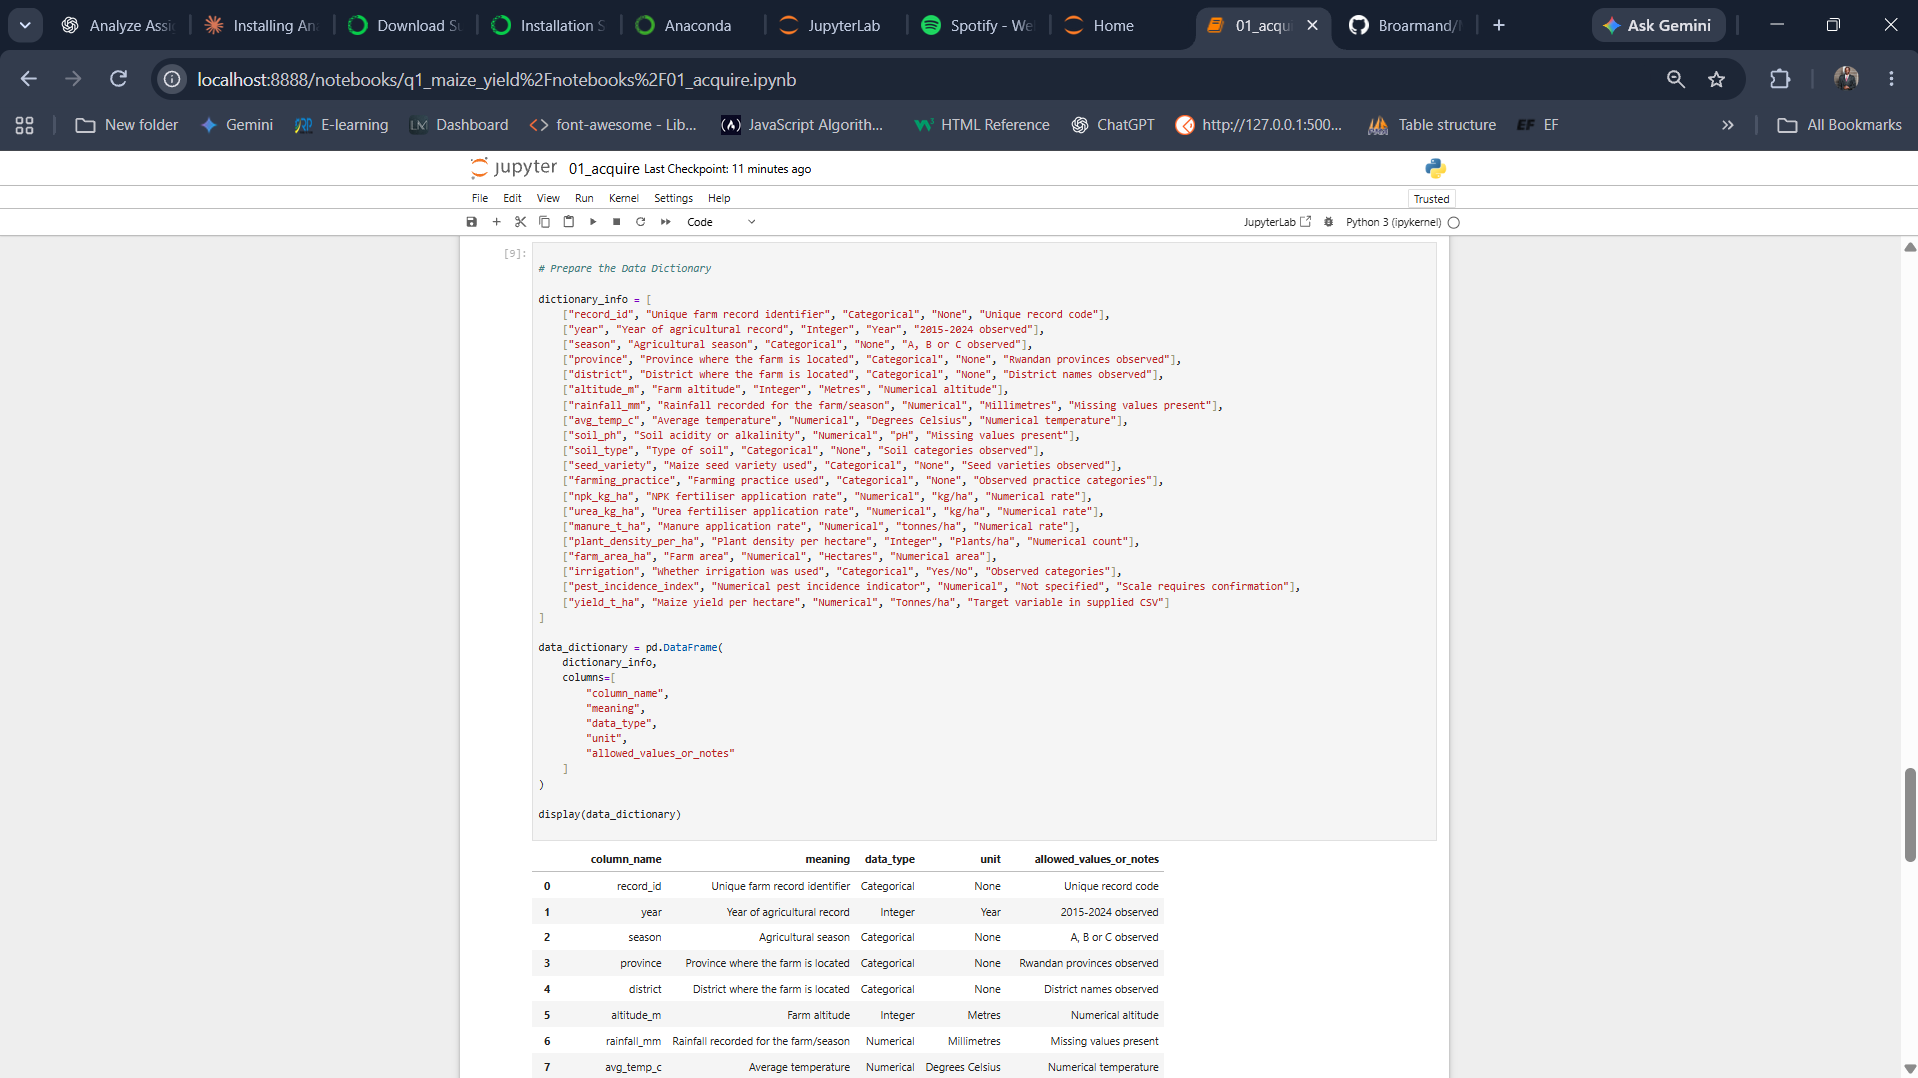 Analyze Assi
Installing Ana
Download Su
Installation S
Anaconda
JupyterLab
Spotify - We
Home
01_acqui
Broarmand/
Ask Gemini
localhost:8888/notebooks/q1_maize_yield%2Fnotebooks%2F01_acquire.ipynb
New folder
Gemini
E-learning
Dashboard
font-awesome - Lib...
JavaScript Algorith...
HTML Reference
ChatGPT
http://127.0.0.1:500...
Table structure
EF
All Bookmarks
jupyter 01_acquire Last Checkpoint: 11 minutes ago
File Edit View Run Kernel Settings Help
Trusted
Code
JupyterLab
Python 3 (ipykernel)
[9]:
# Prepare the Data Dictionary
dictionary_info = [
["record_id", "Unique farm record identifier", "Categorical", "None", "Unique record code"],
["year", "Year of agricultural record", "Integer", "Year", "2015-2024 observed"],
["season", "Agricultural season", "Categorical", "None", "A, B or C observed"],
["province", "Province where the farm is located", "Categorical", "None", "Rwandan provinces observed"],
["district", "District where the farm is located", "Categorical", "None", "District names observed"],
["altitude_m", "Farm altitude", "Integer", "Metres", "Numerical altitude"],
["rainfall_mm", "Rainfall recorded for the farm/season", "Numerical", "Millimetres", "Missing values present"],
["avg_temp_c", "Average temperature", "Numerical", "Degrees Celsius", "Numerical temperature"],
["soil_ph", "Soil acidity or alkalinity", "Numerical", "pH", "Missing values present"],
["soil_type", "Type of soil", "Categorical", "None", "Soil categories observed"],
["seed_variety", "Maize seed variety used", "Categorical", "None", "Seed varieties observed"],
["farming_practice", "Farming practice used", "Categorical", "None", "Observed practice categories"],
["npk_kg_ha", "NPK fertiliser application rate", "Numerical", "kg/ha", "Numerical rate"],
["urea_kg_ha", "Urea fertiliser application rate", "Numerical", "kg/ha", "Numerical rate"],
["manure_t_ha", "Manure application rate", "Numerical", "tonnes/ha", "Numerical rate"],
["plant_density_per_ha", "Plant density per hectare", "Integer", "Plants/ha", "Numerical count"],
["farm_area_ha", "Farm area", "Numerical", "Hectares", "Numerical area"],
["irrigation", "Whether irrigation was used", "Categorical", "Yes/No", "Observed categories"],
["pest_incidence_index", "Numerical pest incidence indicator", "Numerical", "Not specified", "Scale requires confirmation"],
["yield_t_ha", "Maize yield per hectare", "Numerical", "Tonnes/ha", "Target variable in supplied CSV"]
]
data_dictionary = pd.DataFrame(
dictionary_info,
columns=[
"column_name",
"meaning",
"data_type",
"unit",
"allowed_values_or_notes"
]
)
display(data_dictionary)
column_name meaning data_type unit allowed_values_or_notes
0 record_id Unique farm record identifier Categorical None Unique record code
1 year Year of agricultural record Integer Year 2015-2024 observed
2 season Agricultural season Categorical None A, B or C observed
3 province Province where the farm is located Categorical None Rwandan provinces observed
4 district District where the farm is located Categorical None District names observed
5 altitude_m Farm altitude Integer Metres Numerical altitude
6 rainfall_mm Rainfall recorded for the farm/season Numerical Millimetres Missing values present
7 avg_temp_c Average temperature Numerical Degrees Celsius Numerical temperature